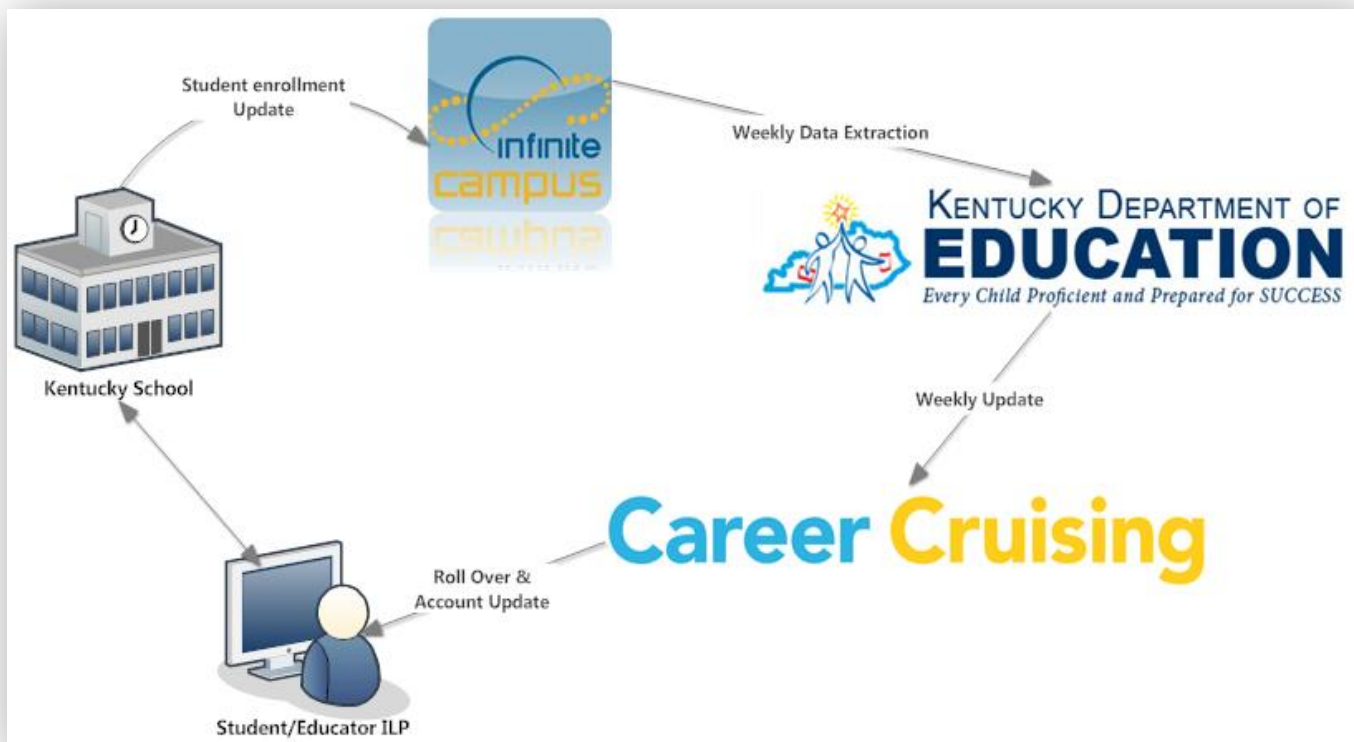 Student enrollment
Update
infinite
campus
Weekly Data Extraction
KENTUCKY DEPARTMENT OF
EDUCATION
Every Child Proficient and Prepared for SUCCESS
Kentucky School
Weekly Update
Career Cruising
Roll Over &
Account Update
Student/Educator ILP